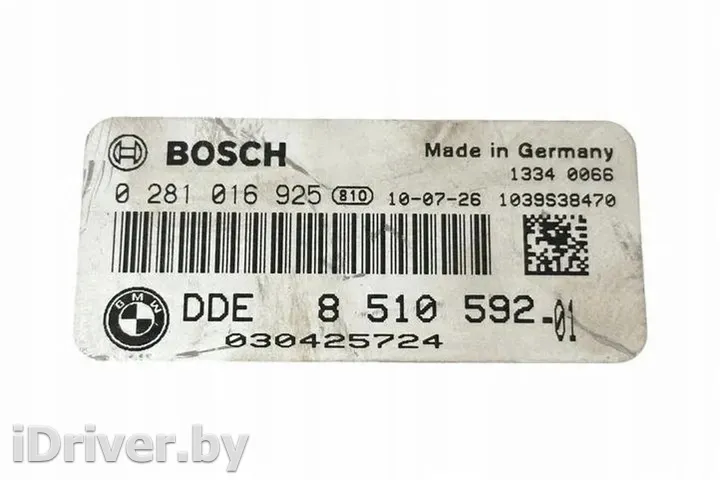 BOSCH
Made in Germany
1334 0066
0 281 016 925 810 10-07-26 1039S38470
BMW DDE 8 510 592-01
030425724
iDriver.by